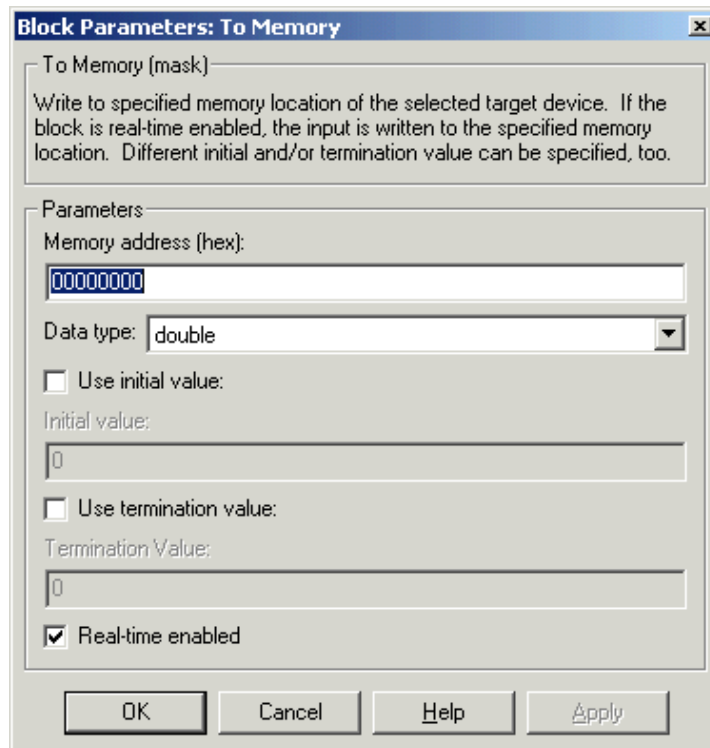 Block Parameters: To Memory
To Memory (mask)
Write to specified memory location of the selected target device.  If the
block is real-time enabled, the input is written to the specified memory
location.  Different initial and/or termination value can be specified, too.
Parameters
Memory address (hex):
00000000
Data type: double
Use initial value:
Initial value:
0
Use termination value:
Termination Value:
0
Real-time enabled
OK Cancel Help Apply